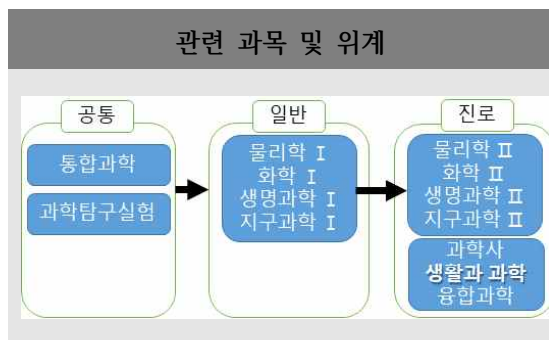 관련 과목 및 위계
공통
통합과학
과학탐구실험
일반
물리학 Ⅰ
화학 Ⅰ
생명과학 Ⅰ
지구과학 Ⅰ
진로
물리학 Ⅱ
화학 Ⅱ
생명과학 Ⅱ
지구과학 Ⅱ
과학사
생활과 과학
융합과학